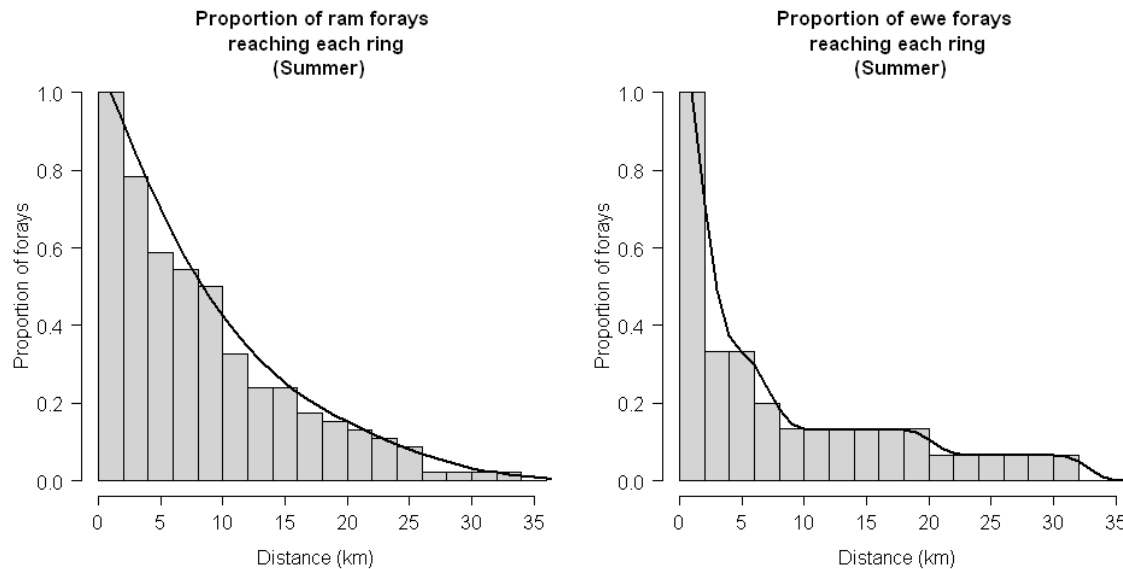 Proportion of ram forays
reaching each ring
(Summer)
1.0
0.8
0.6
0.4
0.2
0.0
Proportion of forays
0 5 10 15 20 25 30 35
Distance (km)
Proportion of ewe forays
reaching each ring
(Summer)
1.0
0.8
0.6
0.4
0.2
0.0
Proportion of forays
0 5 10 15 20 25 30 35
Distance (km)